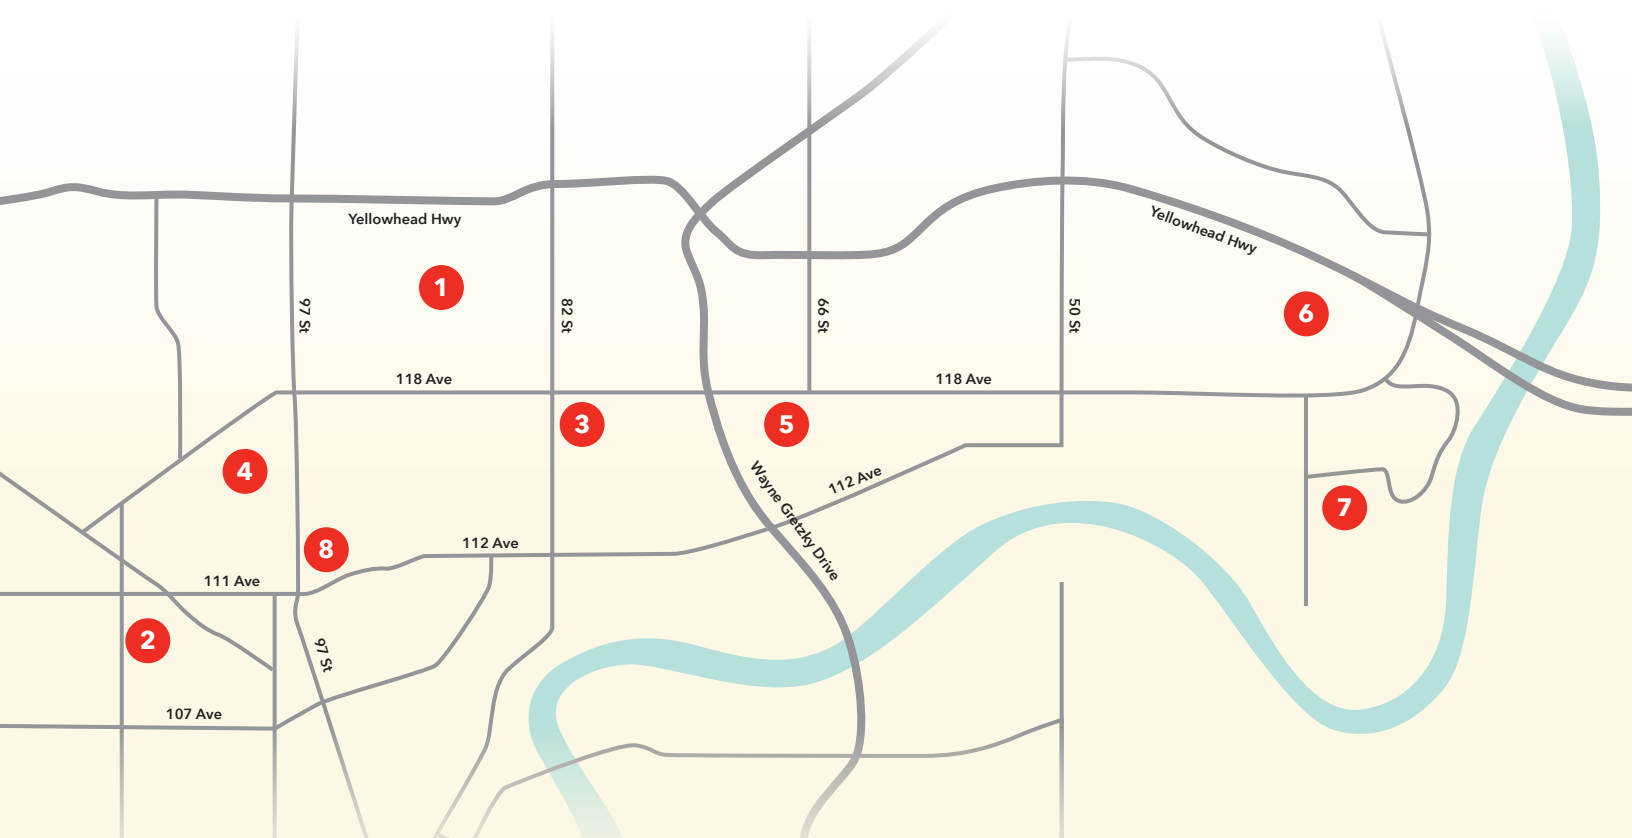 Yellowhead Hwy
Yellowhead Hwy
1
97 St
82 St
66 St
50 St
6
118 Ave
118 Ave
3
5
4
Wayne Gretzky Drive
112 Ave
7
8
112 Ave
111 Ave
2
97 St
107 Ave